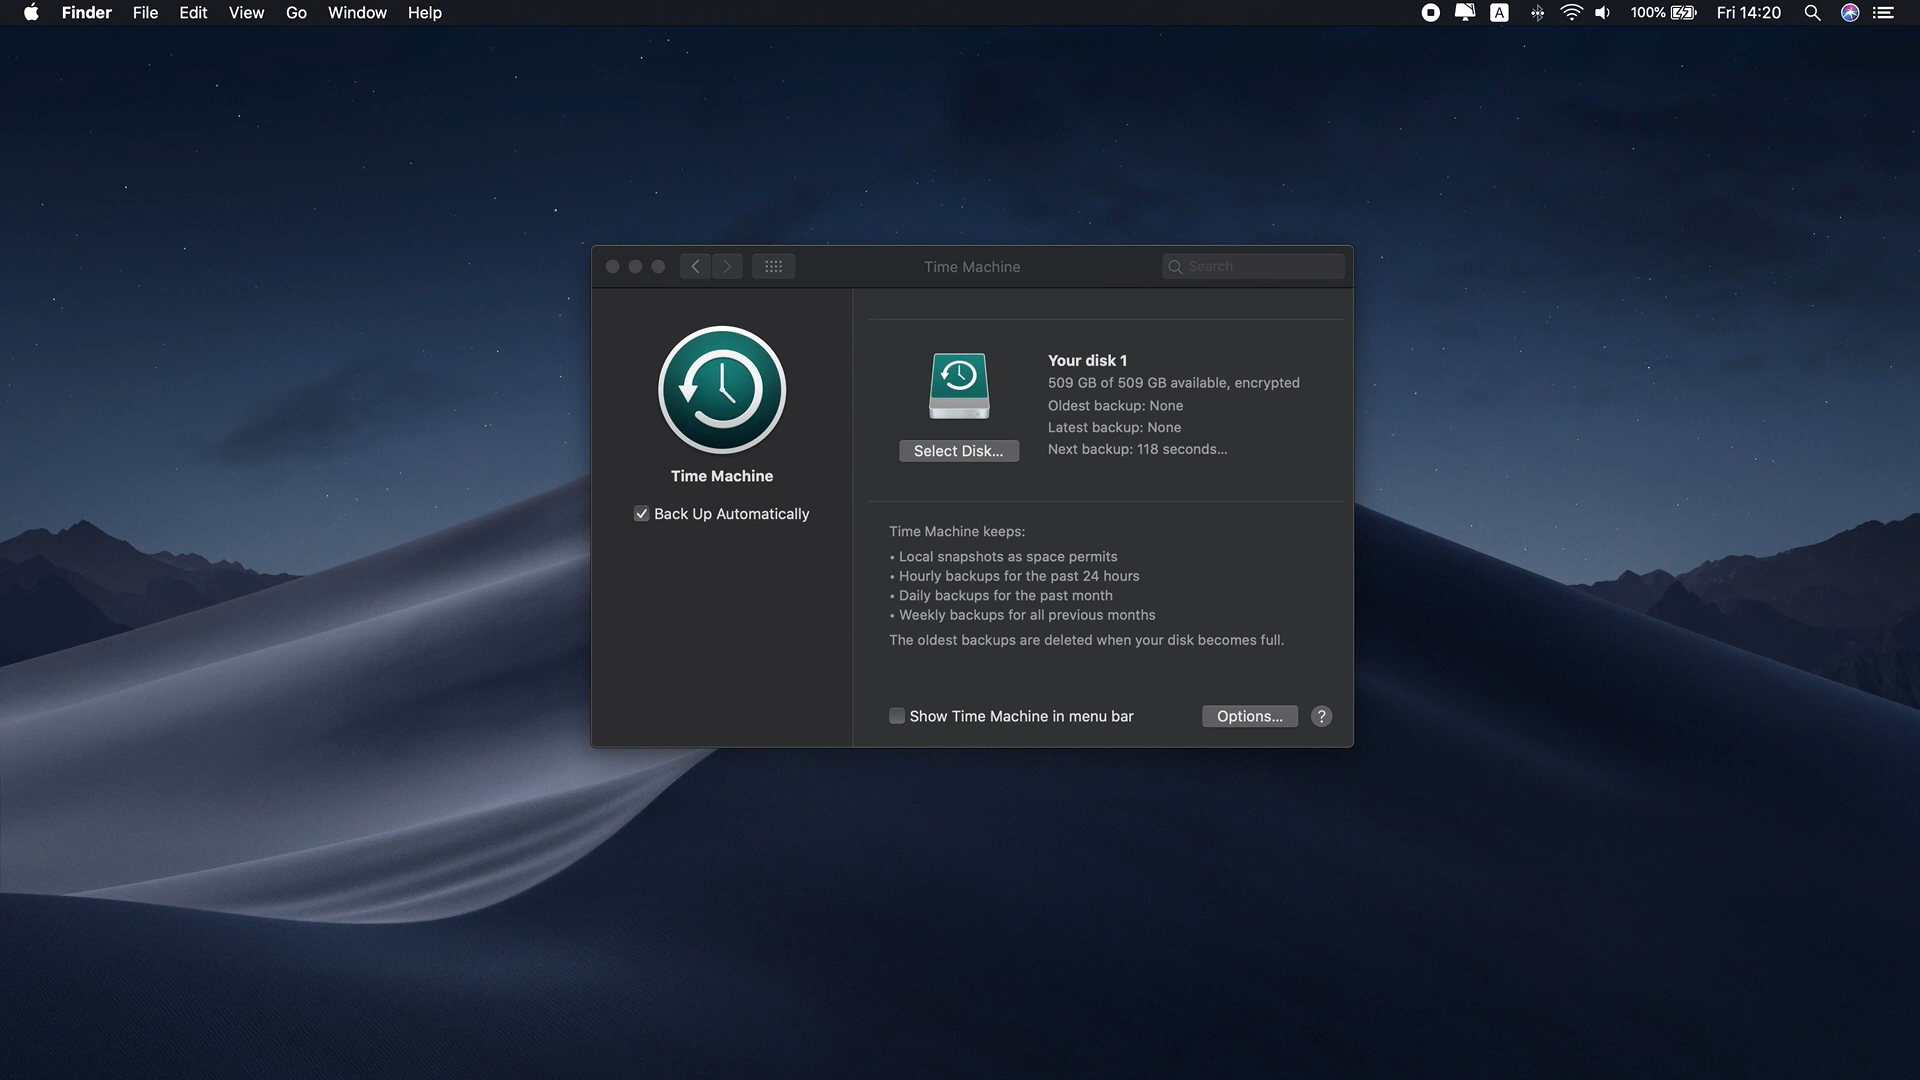 Finder File Edit View Go Window Help
A 100% Fri 14:20
Time Machine
Search
Time Machine
Back Up Automatically
Your disk 1
509 GB of 509 GB available, encrypted
Oldest backup: None
Latest backup: None
Next backup: 118 seconds...
Select Disk...
Time Machine keeps:
• Local snapshots as space permits
• Hourly backups for the past 24 hours
• Daily backups for the past month
• Weekly backups for all previous months
The oldest backups are deleted when your disk becomes full.
Show Time Machine in menu bar
Options...
?